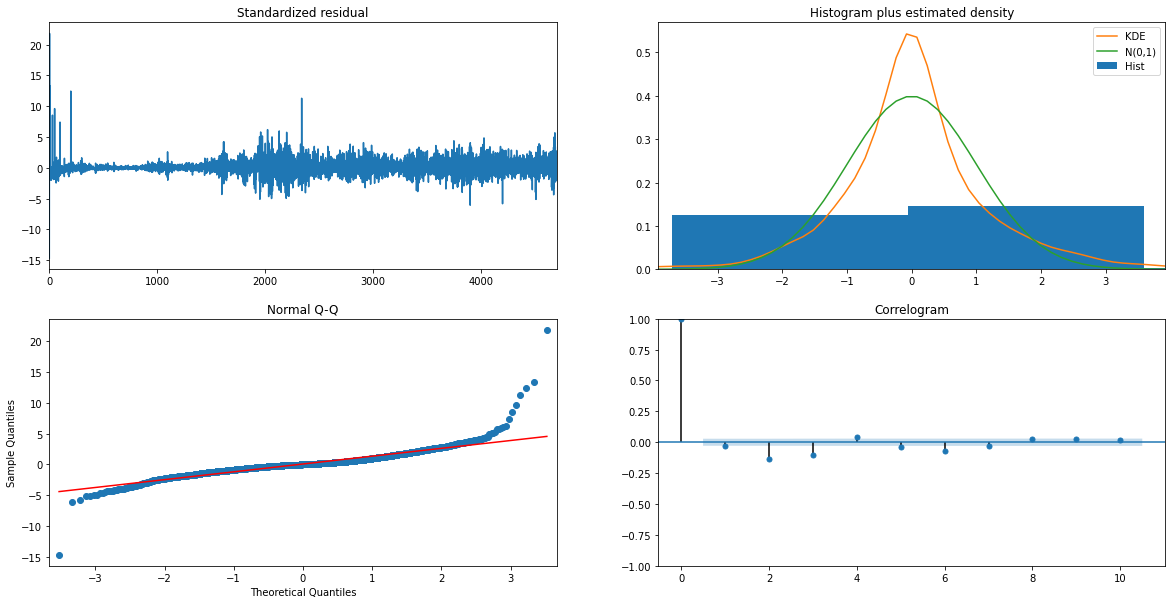 Standardized residual
20
15
10
5
0
−5
−10
−15
0 1000 2000 3000 4000
Histogram plus estimated density
KDE
N(0,1)
Hist
0.5
0.4
0.3
0.2
0.1
0.0
−3 −2 −1 0 1 2 3
Normal Q-Q
Sample Quantiles
20
15
10
5
0
−5
−10
−15
−3 −2 −1 0 1 2 3
Theoretical Quantiles
Correlogram
1.00
0.75
0.50
0.25
0.00
−0.25
−0.50
−0.75
−1.00
0 2 4 6 8 10